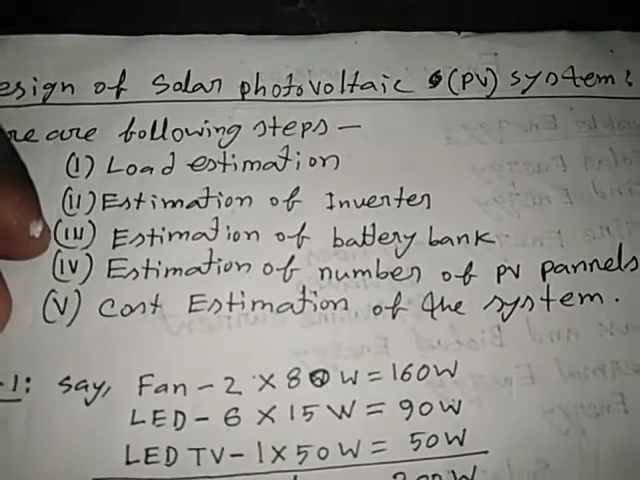 esign of Solar photovoltaic (PV) system:
re are following steps —
(I) Load estimation
(II) Estimation of Inverter
(III) Estimation of battery bank
(IV) Estimation of number of PV pannels
(V) Cost Estimation of the system.
1: Say, Fan - 2 × 80 W = 160W
LED - 6 × 15 W = 90W
LED TV - 1 × 50 W = 50W